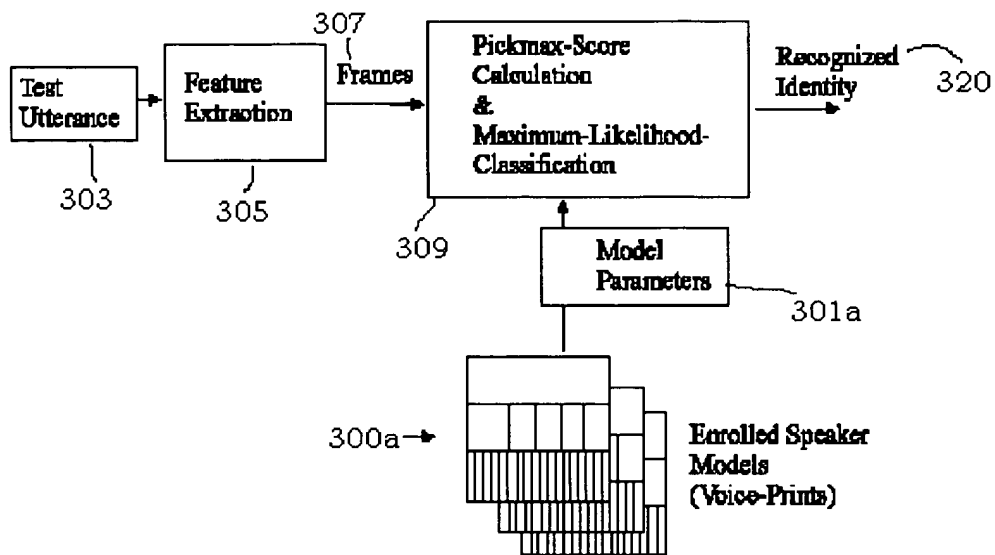 307
Frames
Test
Utterance
303
Feature
Extraction
305
Pickmax-Score
Calculation
&
Maximum-Likelihood-
Classification
309
Recognized
Identity
320
Model
Parameters
301a
300a
Enrolled Speaker
Models
(Voice-Prints)